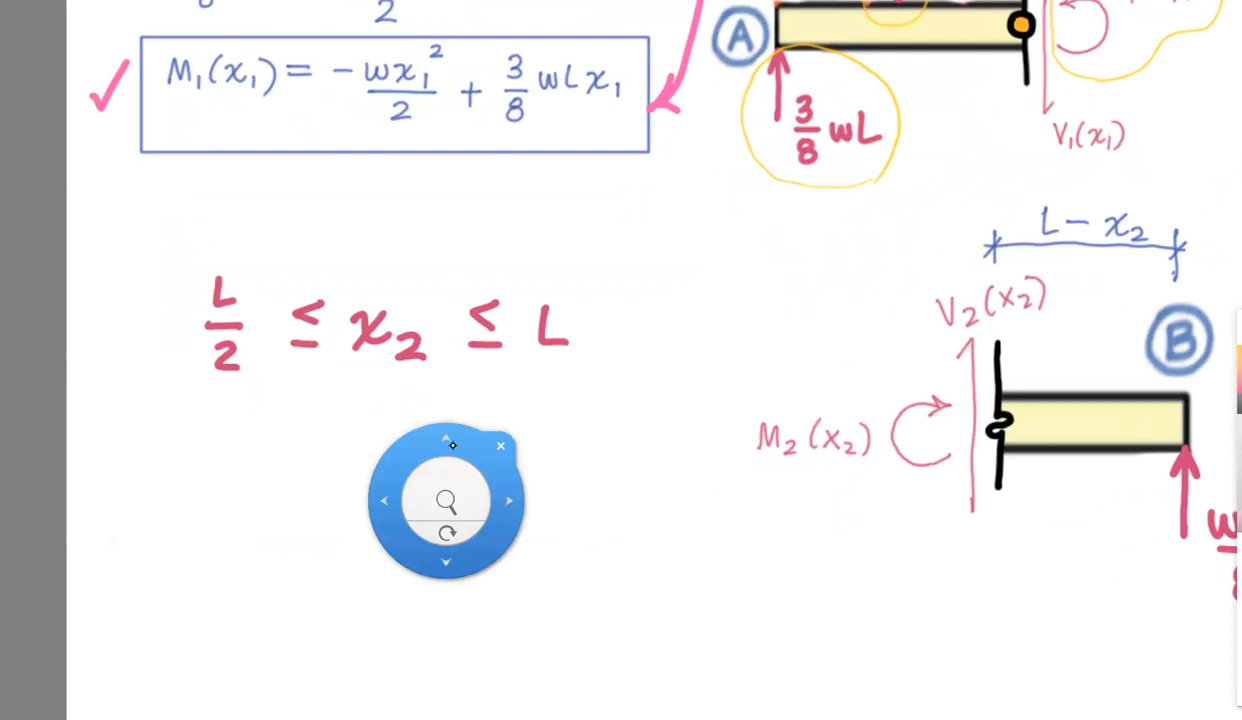 2
M₁(x₁) = - wx₁²/2 + 3/8 wLx₁
A
3/8 wL
V₁(x₁)
L - x₂
L/2 ≤ x₂ ≤ L
V₂(x₂)
B
M₂(x₂)